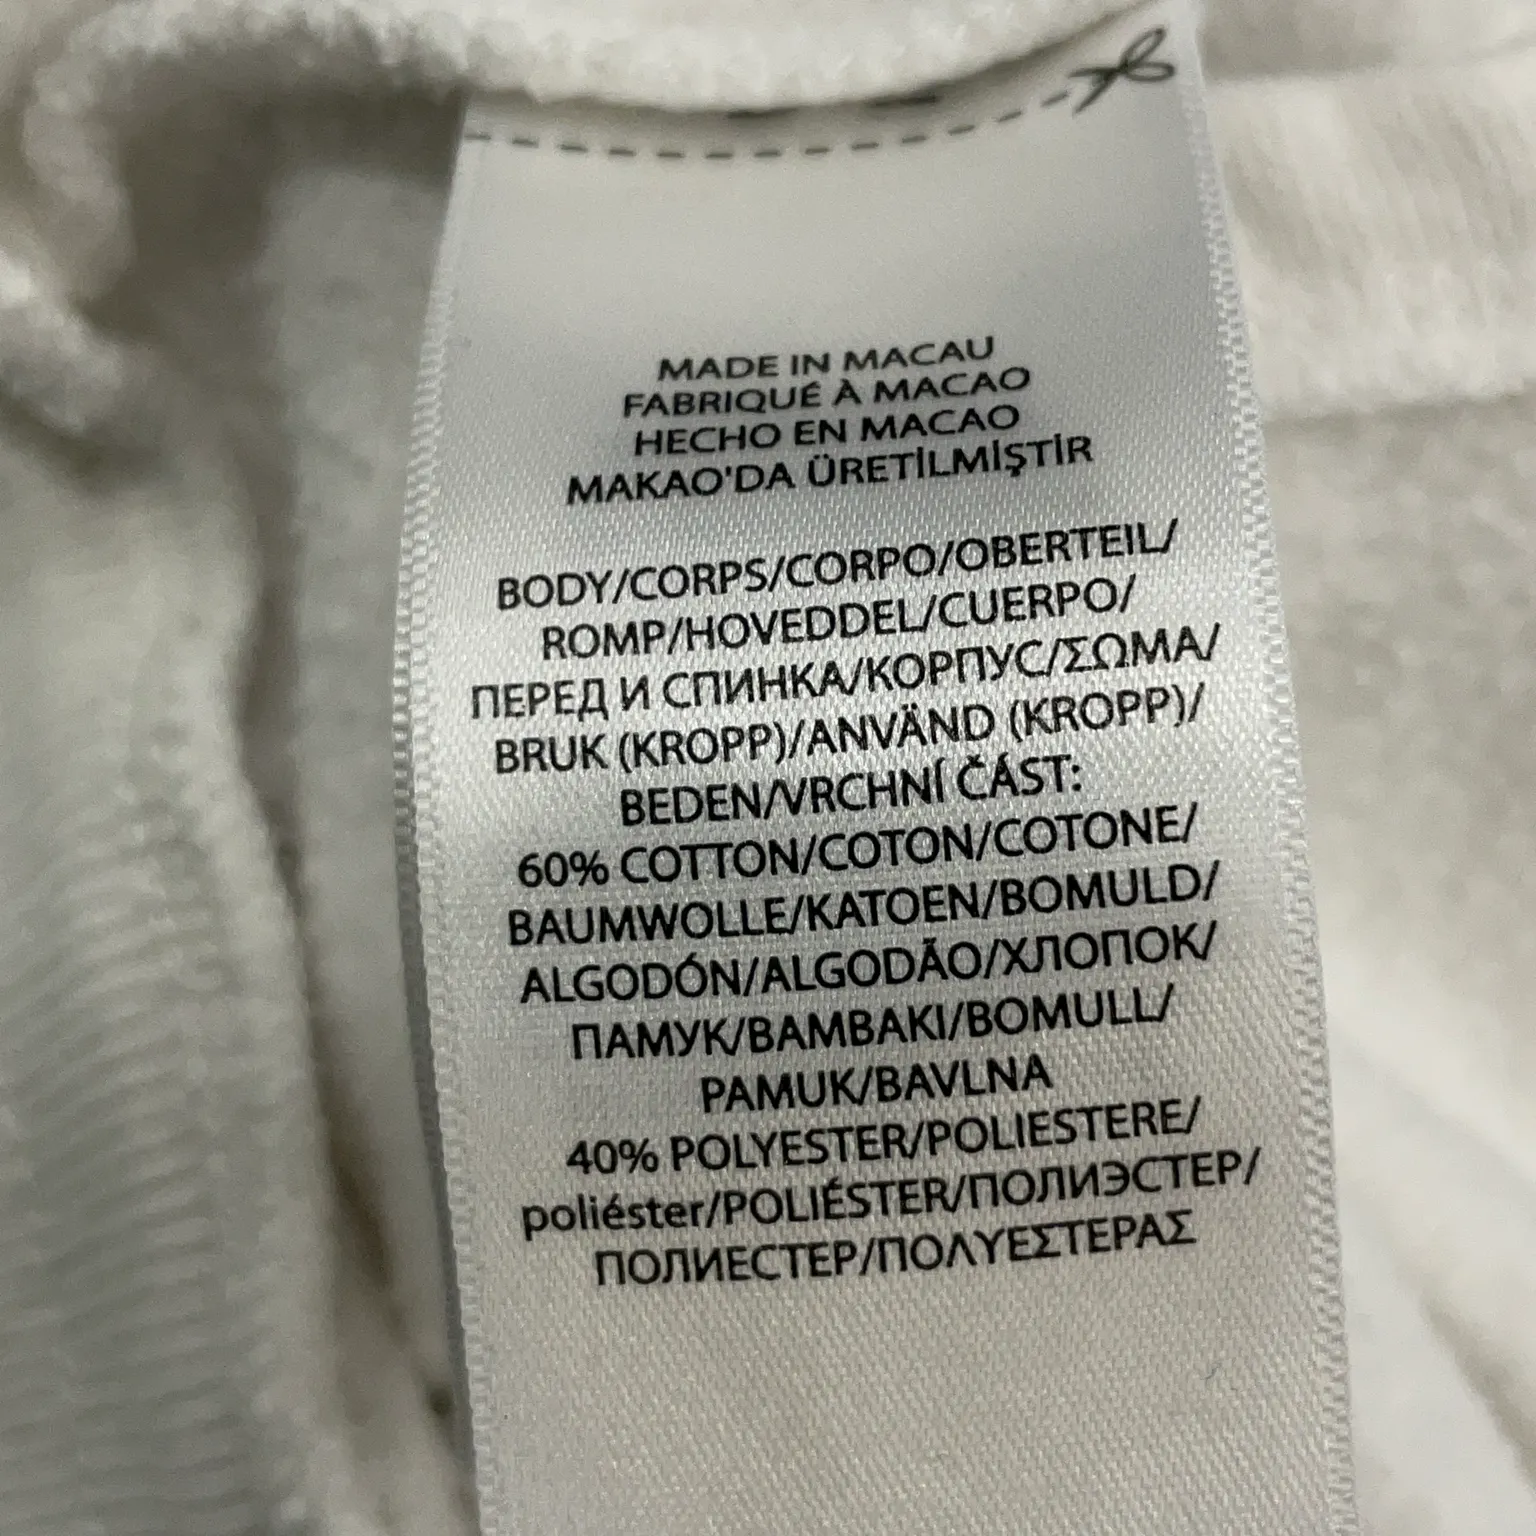 MADE IN MACAU
FABRIQUÉ À MACAO
HECHO EN MACAO
MAKAO'DA ÜRETİLMİŞTİR
BODY/CORPS/CORPO/OBERTEIL/
ROMP/HOVEDDEL/CUERPO/
ПЕРЕД И СПИНКА/КОРПУС/ΣΩΜΑ/
BRUK (KROPP)/ANVÄND (KROPP)/
BEDEN/VRCHNÍ ČÁST:
60% COTTON/COTON/COTONE/
BAUMWOLLE/KATOEN/BOMULD/
ALGODÓN/ALGODÃO/ХЛОПОК/
ПАМУК/BAMBAKI/BOMULL/
PAMUK/BAVLNA
40% POLYESTER/POLIESTERE/
poliéster/POLIÉSTER/ПОЛИЭСТЕР/
ПОЛИЕСТЕР/ΠΟΛΥΕΣΤΕΡΑΣ